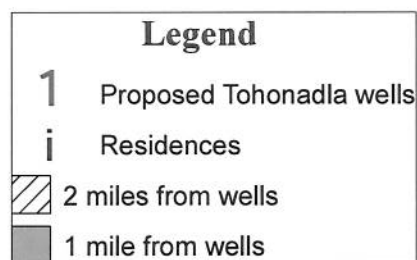 Legend
1 Proposed Tohonadla wells
i Residences
2 miles from wells
1 mile from wells